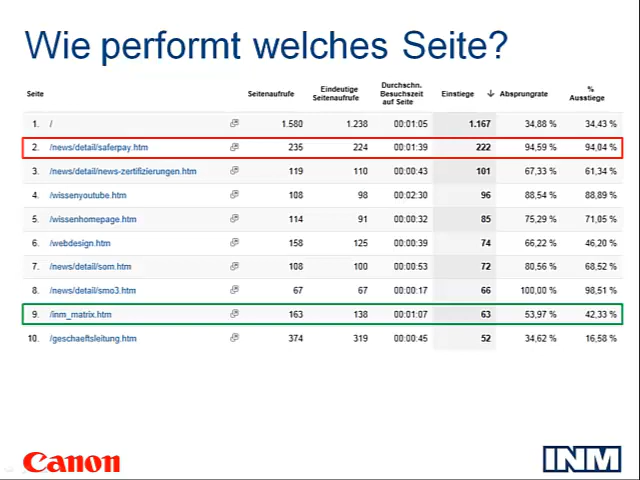 Wie performt welches Seite?
Seite Seitenaufrufe Eindeutige Seitenaufrufe Durchschn. Besuchszeit auf Seite Einstiege Absprungrate % Ausstiege
1. / 1.580 1.238 00:01:05 1.167 34,88 % 34,43 %
2. /news/detail/saferpay.htm 235 224 00:01:39 222 94,59 % 94,04 %
3. /news/detail/news-zertifizierungen.htm 119 110 00:00:43 101 67,33 % 61,34 %
4. /wissenyoutube.htm 108 98 00:02:30 96 88,54 % 88,89 %
5. /wissenhomepage.htm 114 91 00:00:32 85 75,29 % 71,05 %
6. /webdesign.htm 158 125 00:00:39 74 66,22 % 46,20 %
7. /news/detail/som.htm 108 100 00:00:53 72 80,56 % 68,52 %
8. /news/detail/smo3.htm 67 67 00:00:17 66 100,00 % 98,51 %
9. /inm_matrix.htm 163 138 00:01:07 63 53,97 % 42,33 %
10. /geschaeftsleitung.htm 374 319 00:00:45 52 34,62 % 16,58 %
Canon INM